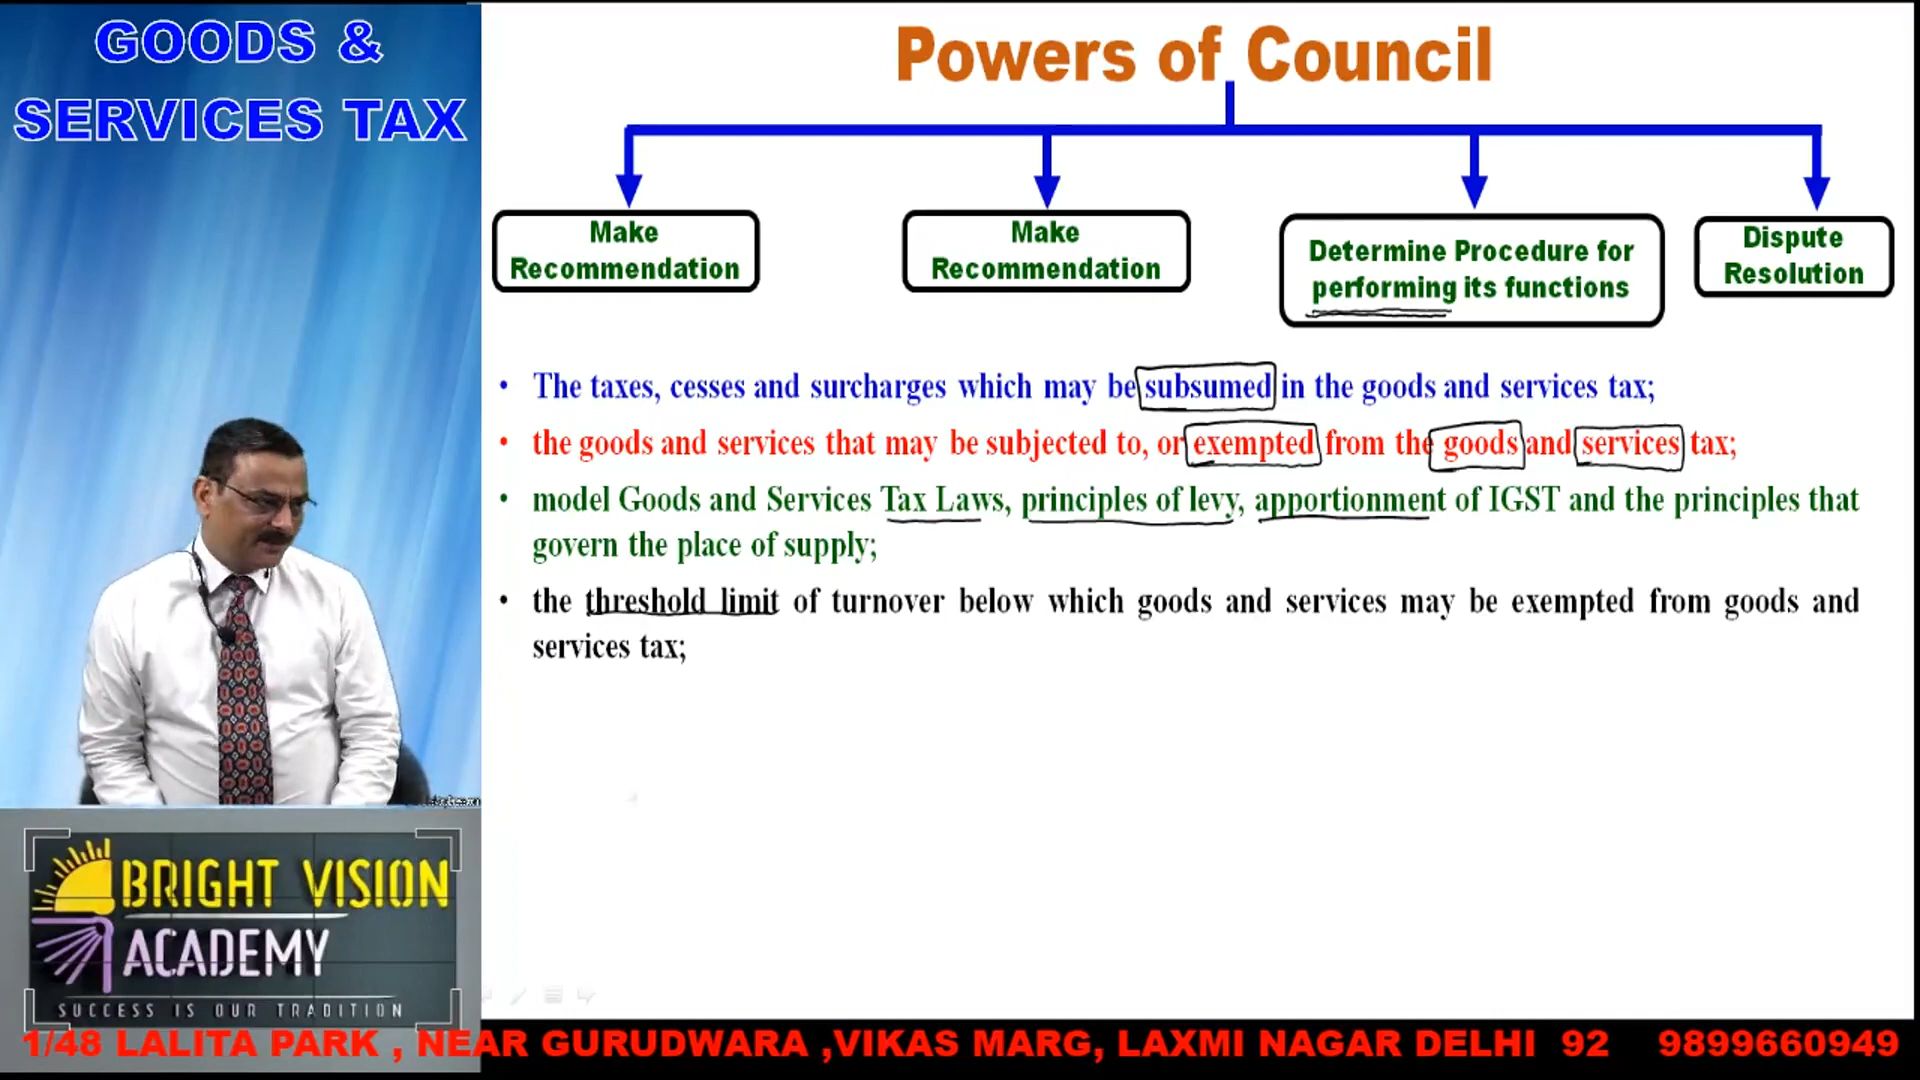 GOODS &
SERVICES TAX
Powers of Council
Make
Recommendation
Make
Recommendation
Determine Procedure for
performing its functions
Dispute
Resolution
• The taxes, cesses and surcharges which may be subsumed in the goods and services tax;
• the goods and services that may be subjected to, or exempted from the goods and services tax;
• model Goods and Services Tax Laws, principles of levy, apportionment of IGST and the principles that
govern the place of supply;
• the threshold limit of turnover below which goods and services may be exempted from goods and
services tax;
BRIGHT VISION
ACADEMY
SUCCESS IS OUR TRADITION
1/48 LALITA PARK , NEAR GURUDWARA ,VIKAS MARG, LAXMI NAGAR DELHI 92 9899660949